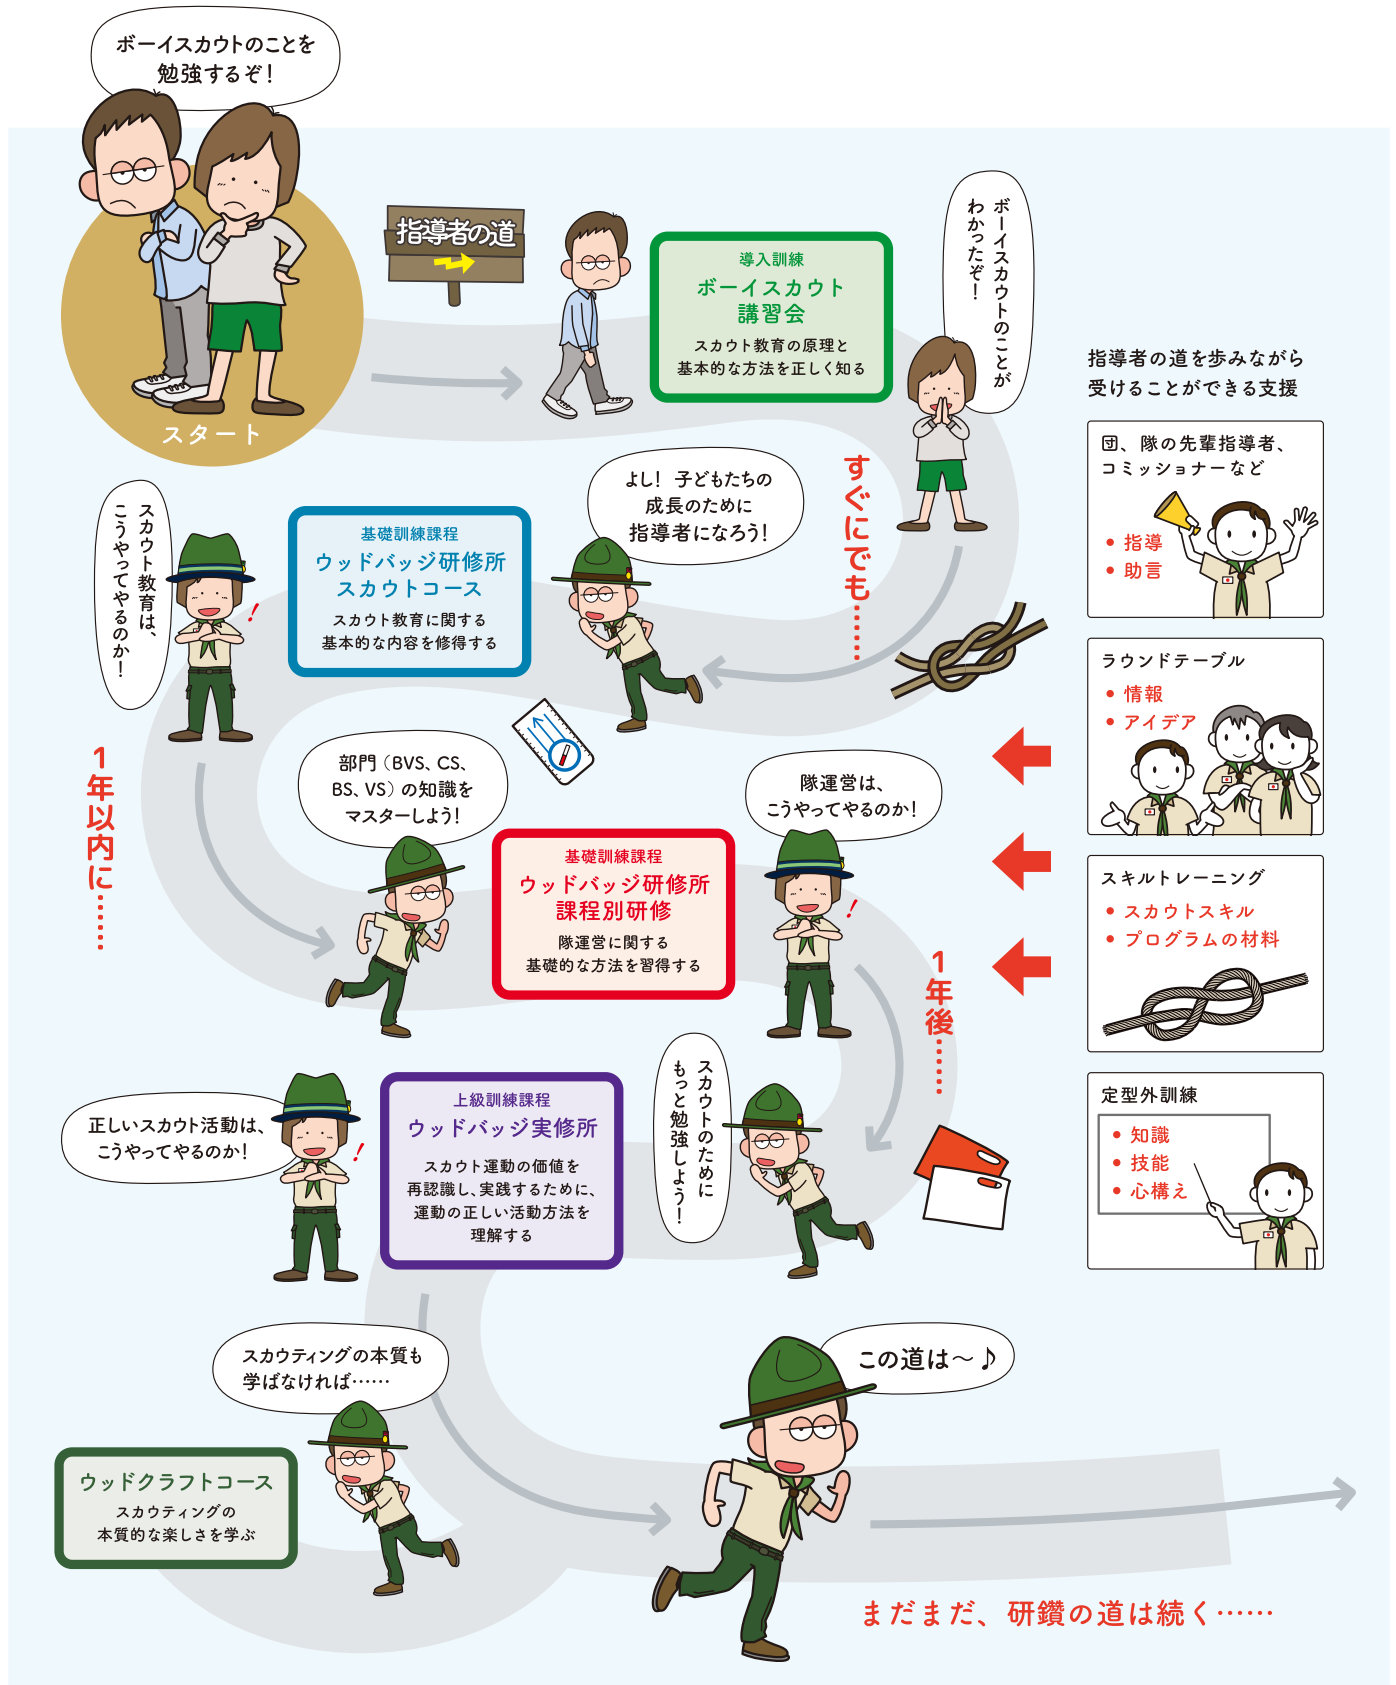 ボーイスカウトのことを
勉強するぞ！
スタート
指導者の道
導入訓練
ボーイスカウト
講習会
スカウト教育の原理と
基本的な方法を正しく知る
ボーイスカウトのことが
わかったぞ！
すぐにでも……
よし！ 子どもたちの
成長のために
指導者になろう！
基礎訓練課程
ウッドバッジ研修所
スカウトコース
スカウト教育に関する
基本的な内容を修得する
スカウト教育は、
こうやってやるのか！
！
1年以内に……
部門（BVS、CS、
BS、VS）の知識を
マスターしよう！
基礎訓練課程
ウッドバッジ研修所
課程別研修
隊運営に関する
基礎的な方法を習得する
隊運営は、
こうやってやるのか！
！
1年後……
スカウトのために
もっと勉強しよう！
上級訓練課程
ウッドバッジ実修所
スカウト運動の価値を
再認識し、実践するために、
運動の正しい活動方法を
理解する
正しいスカウト活動は、
こうやってやるのか！
！
スカウティングの本質も
学ばなければ……
ウッドクラフトコース
スカウティングの
本質的な楽しさを学ぶ
この道は〜♪
まだまだ、研鑽の道は続く……
指導者の道を歩みながら
受けることができる支援
団、隊の先輩指導者、
コミッショナーなど
• 指導
• 助言
ラウンドテーブル
• 情報
• アイデア
スキルトレーニング
• スカウトスキル
• プログラムの材料
定型外訓練
• 知識
• 技能
• 心構え